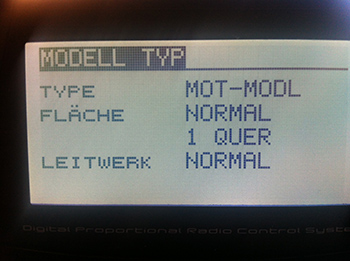 MODELL TYP
TYPE MOT-MODL
FLÄCHE NORMAL
1 QUER
LEITWERK NORMAL
Digital Proportional Radio Control System